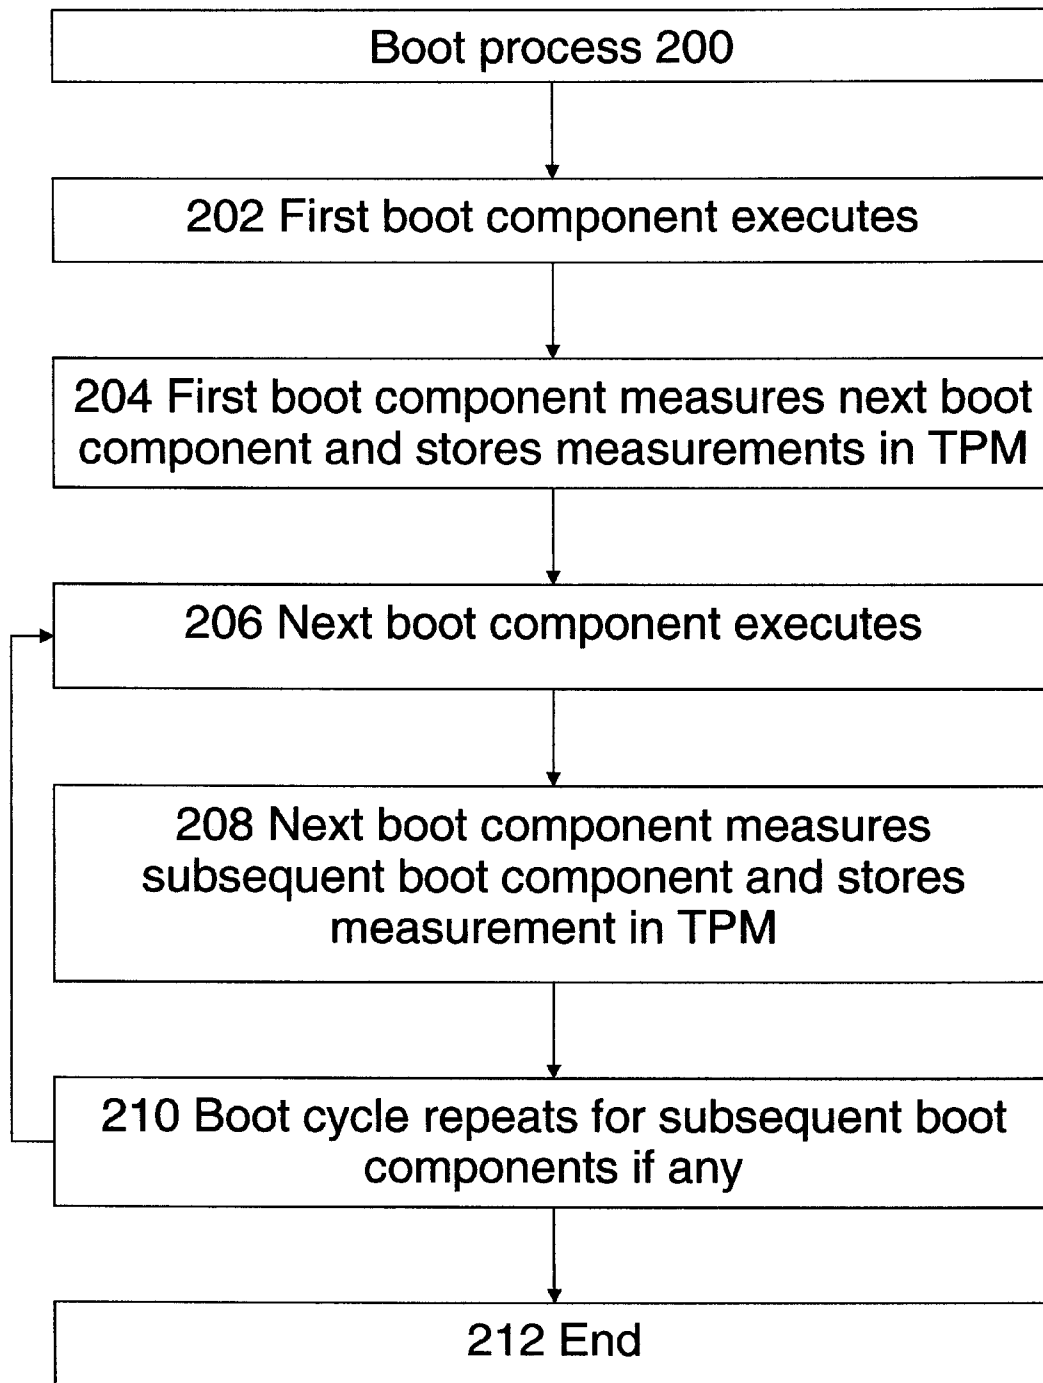 Boot process 200
202 First boot component executes
204 First boot component measures next boot
component and stores measurements in TPM
206 Next boot component executes
208 Next boot component measures
subsequent boot component and stores
measurement in TPM
210 Boot cycle repeats for subsequent boot
components if any
212 End